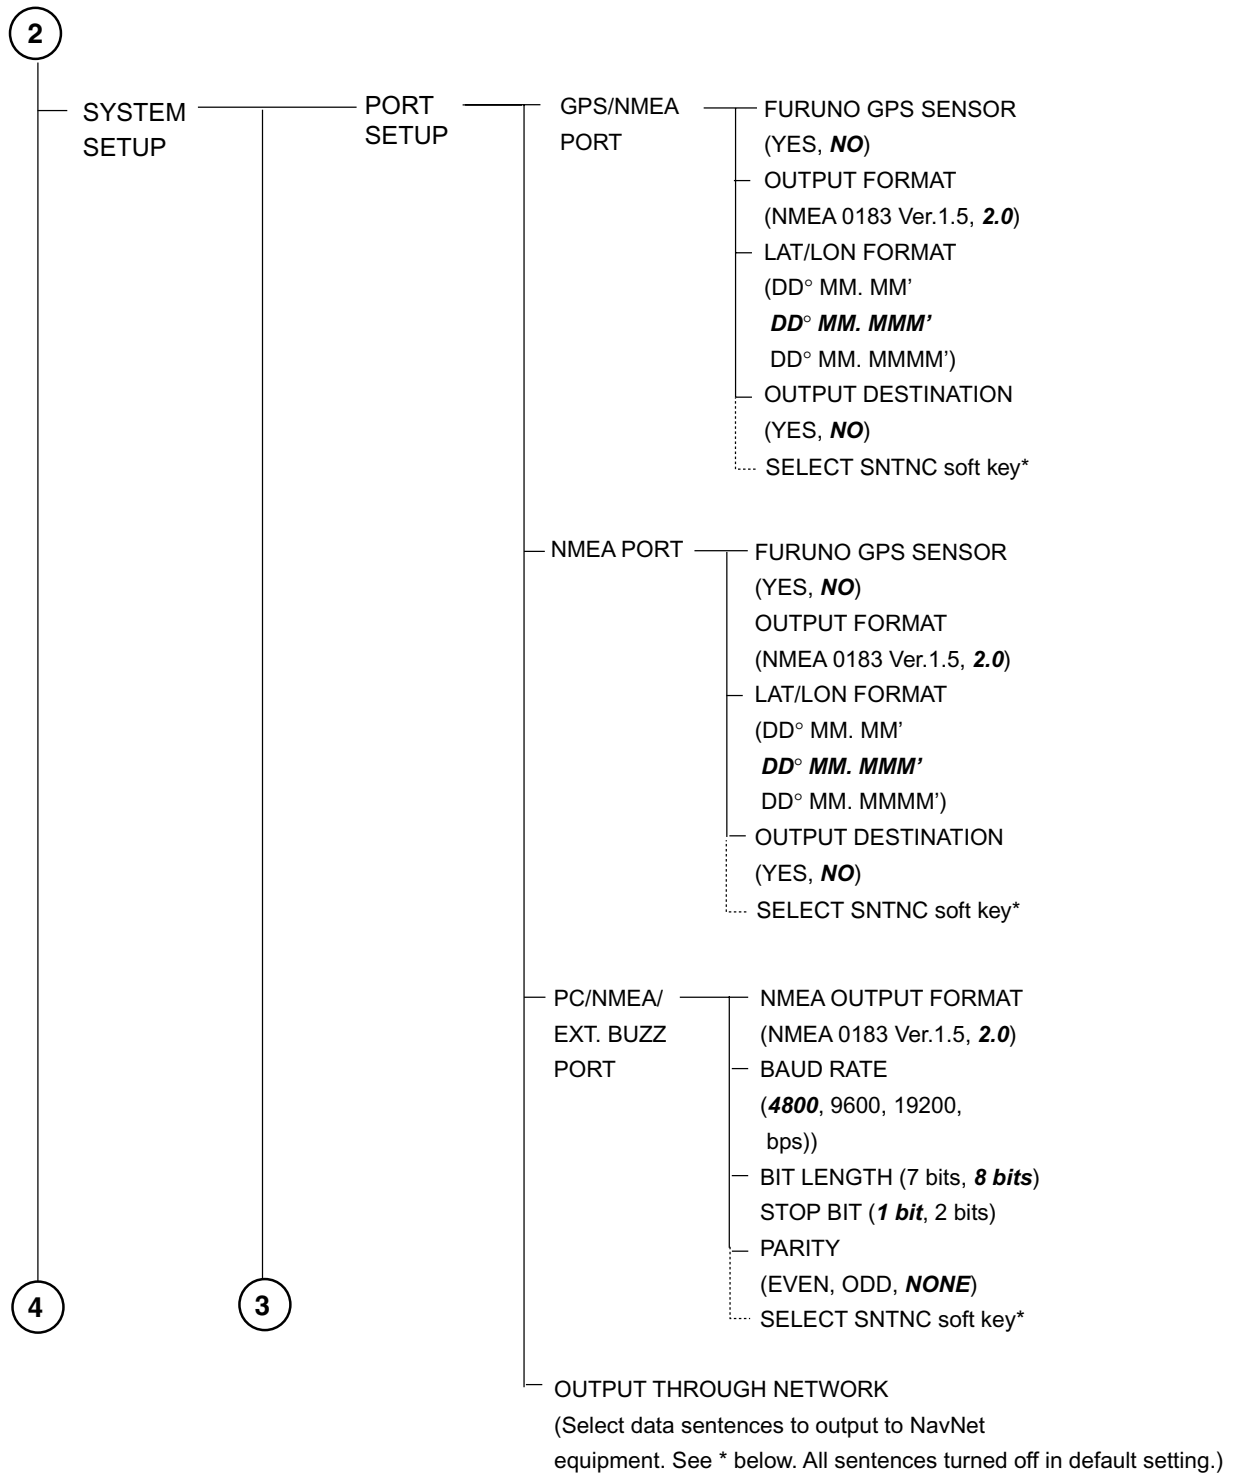 2
SYSTEM
SETUP
PORT
SETUP
GPS/NMEA
PORT
FURUNO GPS SENSOR
(YES, NO)
OUTPUT FORMAT
(NMEA 0183 Ver.1.5, 2.0)
LAT/LON FORMAT
(DD° MM. MM'
DD° MM. MMM'
DD° MM. MMMM')
OUTPUT DESTINATION
(YES, NO)
SELECT SNTNC soft key*
NMEA PORT
FURUNO GPS SENSOR
(YES, NO)
OUTPUT FORMAT
(NMEA 0183 Ver.1.5, 2.0)
LAT/LON FORMAT
(DD° MM. MM'
DD° MM. MMM'
DD° MM. MMMM')
OUTPUT DESTINATION
(YES, NO)
SELECT SNTNC soft key*
PC/NMEA/
EXT. BUZZ
PORT
NMEA OUTPUT FORMAT
(NMEA 0183 Ver.1.5, 2.0)
BAUD RATE
(4800, 9600, 19200,
bps))
BIT LENGTH (7 bits, 8 bits)
STOP BIT (1 bit, 2 bits)
PARITY
(EVEN, ODD, NONE)
SELECT SNTNC soft key*
4
3
OUTPUT THROUGH NETWORK
(Select data sentences to output to NavNet
equipment. See * below. All sentences turned off in default setting.)